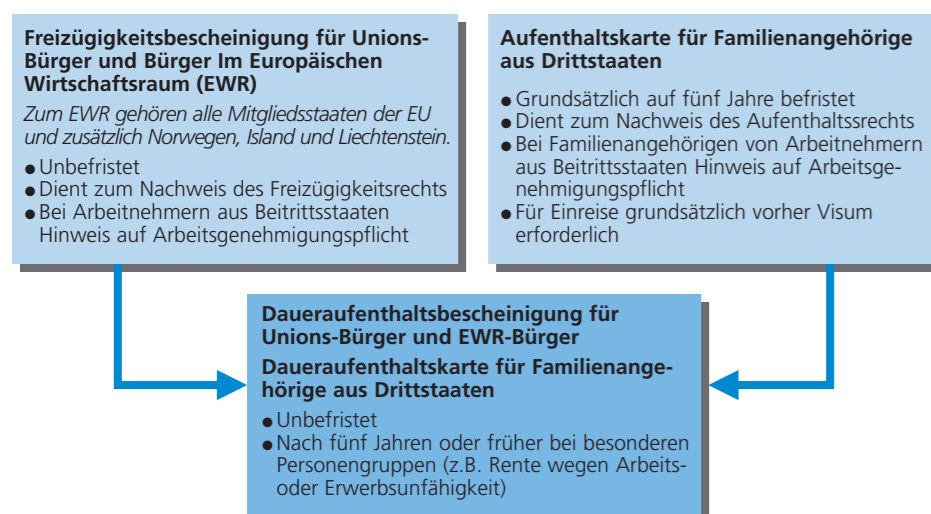 Freizügigkeitsbescheinigung für Unions-
Bürger und Bürger Im Europäischen
Wirtschaftsraum (EWR)
Zum EWR gehören alle Mitgliedsstaaten der EU
und zusätzlich Norwegen, Island und Liechtenstein.
● Unbefristet
● Dient zum Nachweis des Freizügigkeitsrechts
● Bei Arbeitnehmern aus Beitrittsstaaten
Hinweis auf Arbeitsgenehmigungspflicht
Aufenthaltskarte für Familienangehörige
aus Drittstaaten
● Grundsätzlich auf fünf Jahre befristet
● Dient zum Nachweis des Aufenthaltssrechts
● Bei Familienangehörigen von Arbeitnehmern
aus Beitrittsstaaten Hinweis auf Arbeitsge-
nehmigungspflicht
● Für Einreise grundsätzlich vorher Visum
erforderlich
Daueraufenthaltsbescheinigung für
Unions-Bürger und EWR-Bürger
Daueraufenthaltskarte für Familienange-
hörige aus Drittstaaten
● Unbefristet
● Nach fünf Jahren oder früher bei besonderen
Personengruppen (z.B. Rente wegen Arbeits-
oder Erwerbsunfähigkeit)